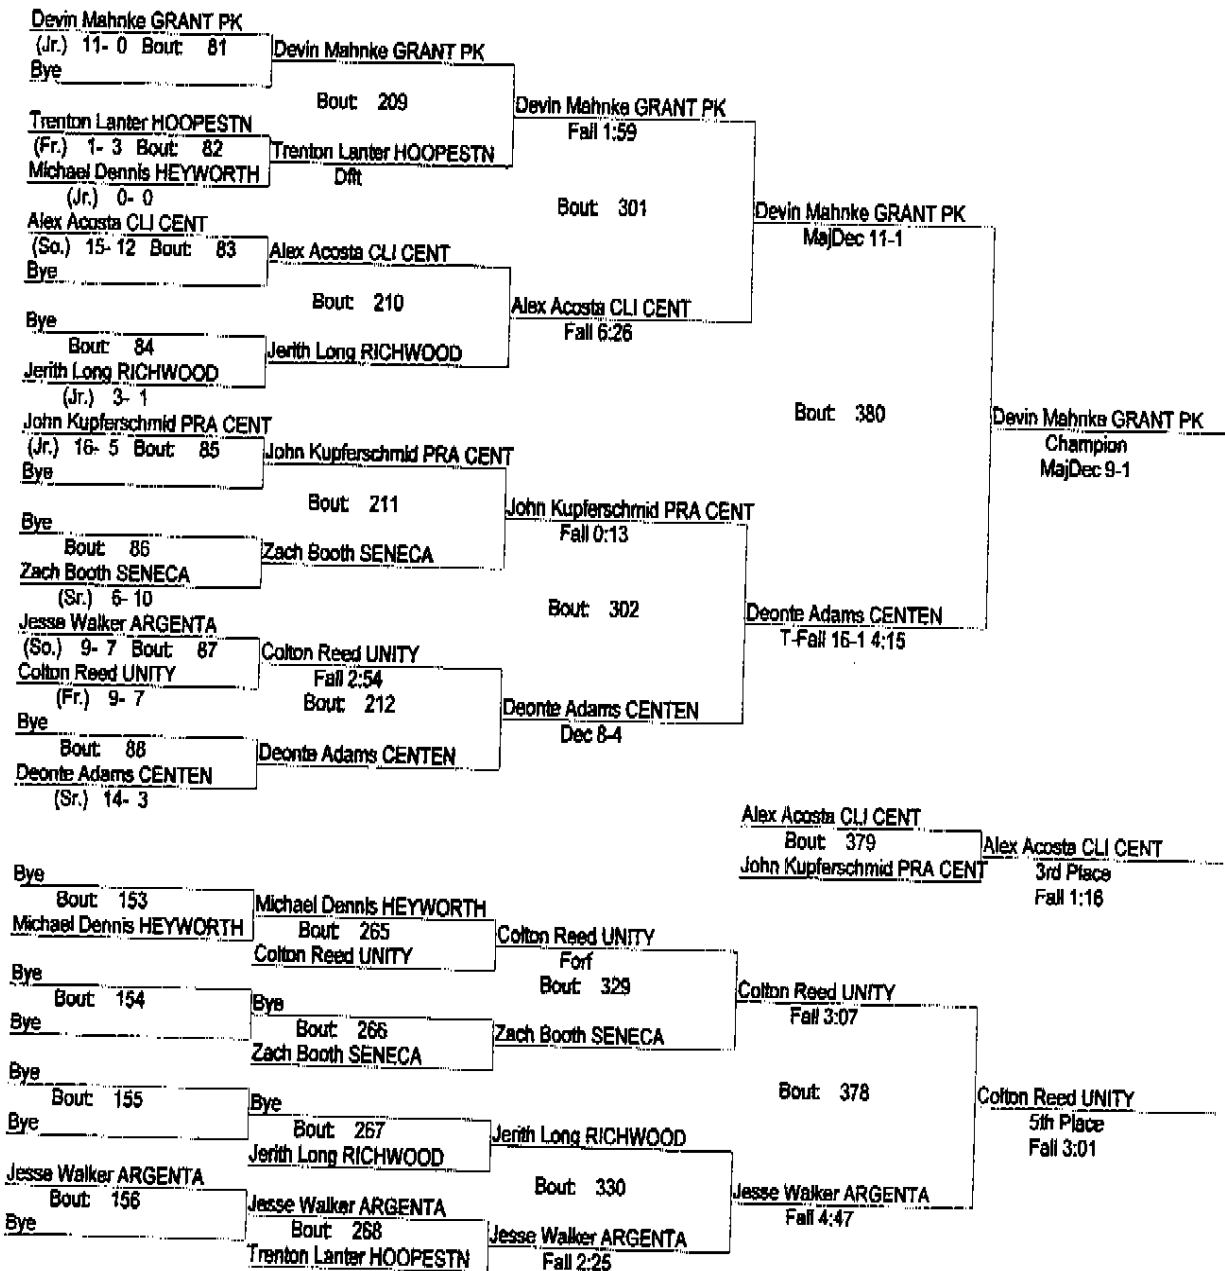 Devin Mahnke GRANT PK
(Jr.) 11- 0 Bout: 81
Bye
Devin Mahnke GRANT PK
Bout: 209
Trenton Lanter HOOPESTN
(Fr.) 1- 3 Bout: 82
Michael Dennis HEYWORTH
(Jr.) 0- 0
Trenton Lanter HOOPESTN
Dflt
Devin Mahnke GRANT PK
Fall 1:59
Bout: 301
Alex Acosta CLI CENT
(So.) 15- 12 Bout: 83
Bye
Alex Acosta CLI CENT
Bout: 210
Bye
Bout: 84
Jerith Long RICHWOOD
(Jr.) 3- 1
Jerith Long RICHWOOD
Alex Acosta CLI CENT
Fall 6:26
Devin Mahnke GRANT PK
MajDec 11-1
Bout: 380
John Kupferschmid PRA CENT
(Jr.) 16- 5 Bout: 85
Bye
John Kupferschmid PRA CENT
Bout: 211
Bye
Bout: 86
Zach Booth SENECA
(Sr.) 6- 10
Zach Booth SENECA
John Kupferschmid PRA CENT
Fall 0:13
Bout: 302
Jesse Walker ARGENTA
(So.) 9- 7 Bout: 87
Colton Reed UNITY
(Fr.) 9- 7
Colton Reed UNITY
Fall 2:54
Bout: 212
Bye
Bout: 88
Deonte Adams CENTEN
(Sr.) 14- 3
Deonte Adams CENTEN
Deonte Adams CENTEN
Dec 8-4
Deonte Adams CENTEN
T-Fall 16-1 4:15
Devin Mahnke GRANT PK
Champion
MajDec 9-1
Alex Acosta CLI CENT
Bout: 379
John Kupferschmid PRA CENT
Alex Acosta CLI CENT
3rd Place
Fall 1:16
Bye
Bout: 153
Michael Dennis HEYWORTH
Michael Dennis HEYWORTH
Bout: 265
Colton Reed UNITY
Colton Reed UNITY
Forf
Bout: 329
Bye
Bout: 154
Bye
Bye
Bout: 266
Zach Booth SENECA
Zach Booth SENECA
Colton Reed UNITY
Fall 3:07
Bout: 378
Bye
Bout: 155
Bye
Bye
Bout: 267
Jerith Long RICHWOOD
Jerith Long RICHWOOD
Bout: 330
Jesse Walker ARGENTA
Bout: 156
Bye
Jesse Walker ARGENTA
Bout: 268
Trenton Lanter HOOPESTN
Jesse Walker ARGENTA
Fall 2:25
Jesse Walker ARGENTA
Fall 4:47
Colton Reed UNITY
5th Place
Fall 3:01